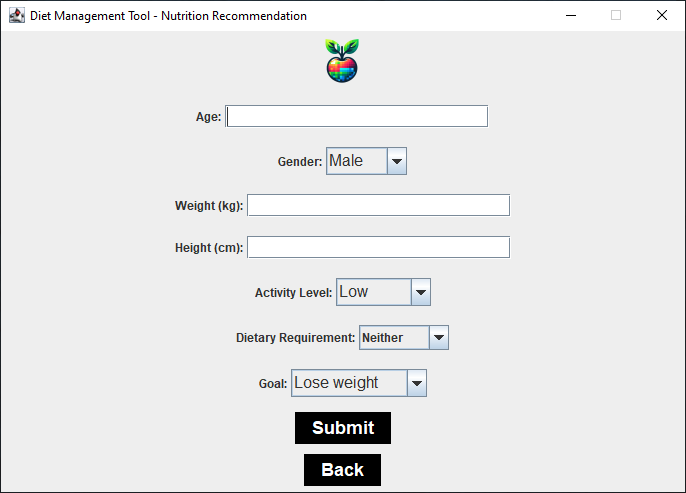 Diet Management Tool - Nutrition Recommendation
Age:
Gender: Male
Weight (kg):
Height (cm):
Activity Level: Low
Dietary Requirement: Neither
Goal: Lose weight
Submit
Back